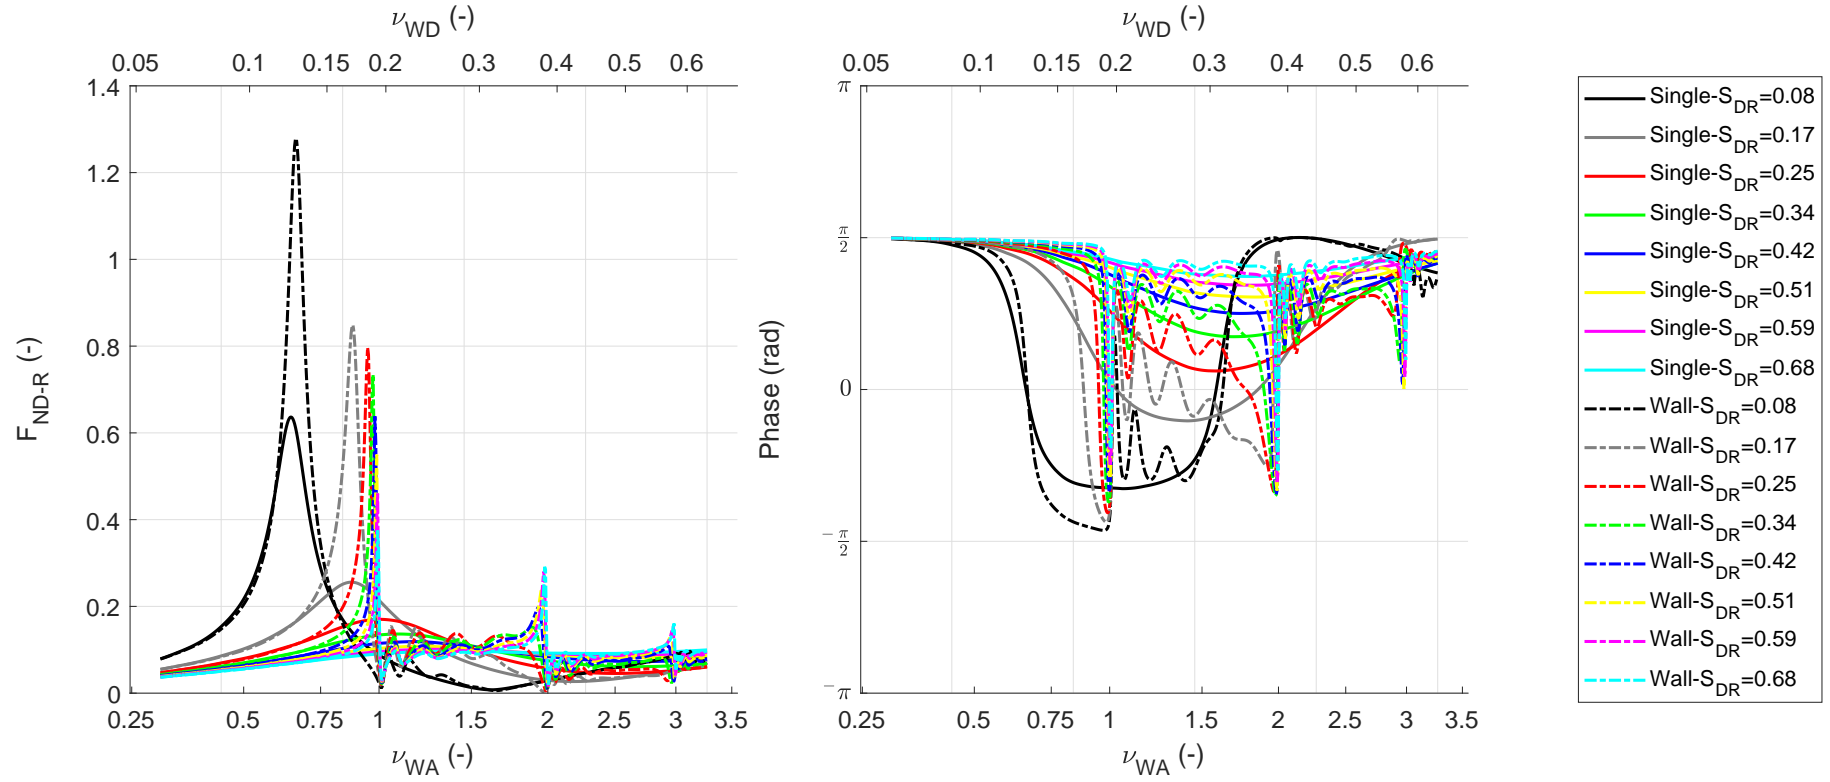 ν_WD (-)
0.05 0.1 0.15 0.2 0.3 0.4 0.5 0.6
1.4
1.2
1
0.8
0.6
0.4
0.2
0
F_ND-R (-)
0.25 0.5 0.75 1 1.5 2 2.5 3 3.5
ν_WA (-)
ν_WD (-)
0.05 0.1 0.15 0.2 0.3 0.4 0.5 0.6
π
π/2
0
−π/2
−π
Phase (rad)
0.25 0.5 0.75 1 1.5 2 2.5 3 3.5
ν_WA (-)
Single-S_DR=0.08
Single-S_DR=0.17
Single-S_DR=0.25
Single-S_DR=0.34
Single-S_DR=0.42
Single-S_DR=0.51
Single-S_DR=0.59
Single-S_DR=0.68
Wall-S_DR=0.08
Wall-S_DR=0.17
Wall-S_DR=0.25
Wall-S_DR=0.34
Wall-S_DR=0.42
Wall-S_DR=0.51
Wall-S_DR=0.59
Wall-S_DR=0.68